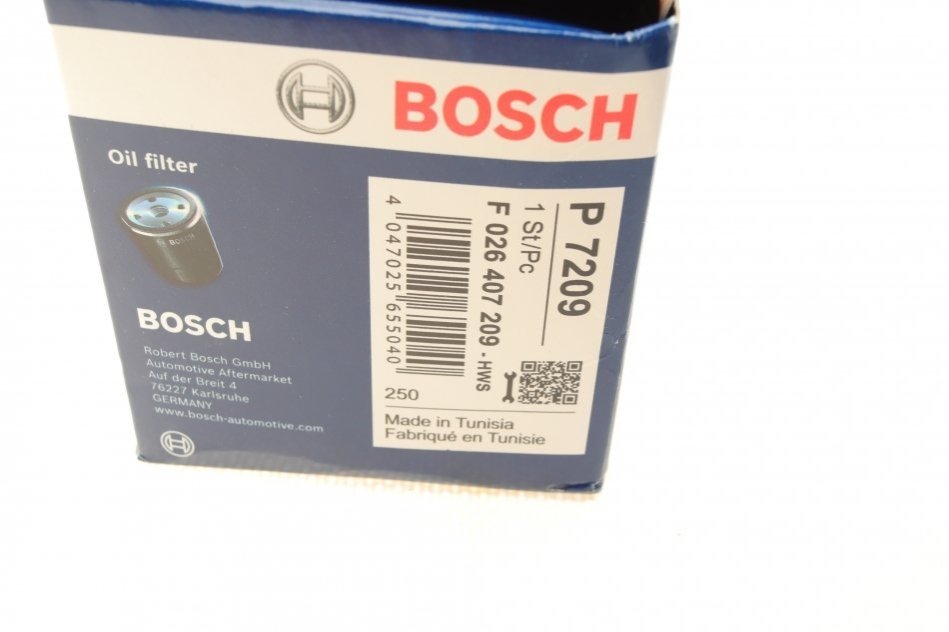 BOSCH
Oil filter
BOSCH
BOSCH
Robert Bosch GmbH
Automotive Aftermarket
Auf der Breit 4
76227 Karlsruhe
GERMANY
www.bosch-automotive.com
P 7209
1 St/Pc
F 026 407 209 - HWS
4 047025 655040
250
Made in Tunisia
Fabriqué en Tunisie